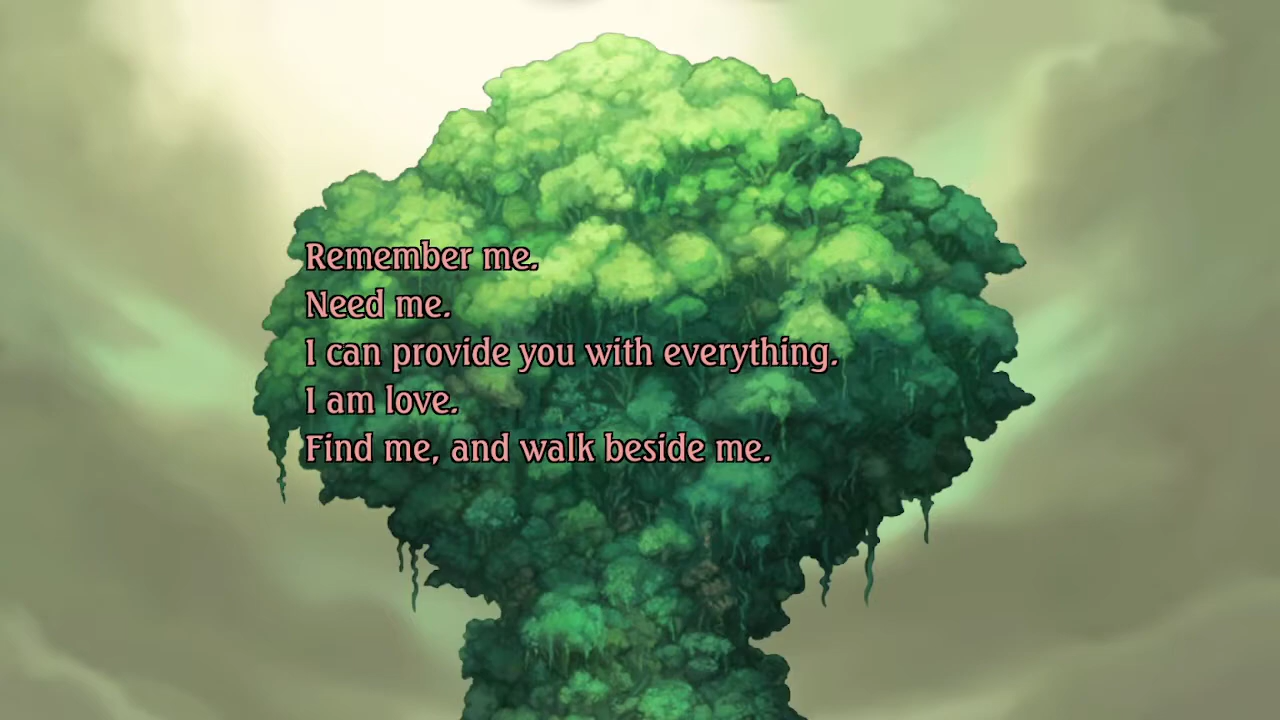 Remember me.
Need me.
I can provide you with everything.
I am love.
Find me, and walk beside me.